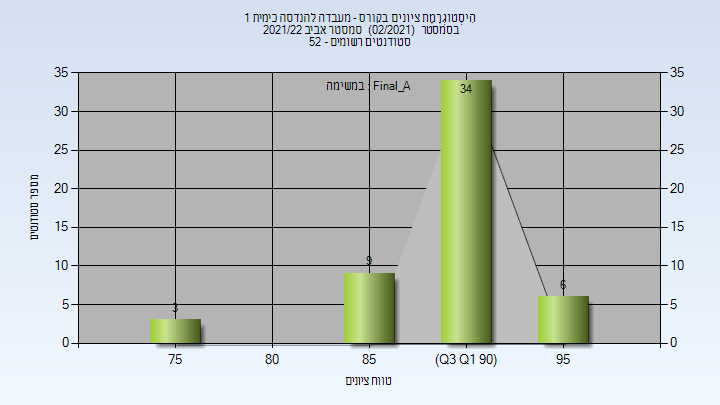 היסטוגרמת ציונים בקורס - מעבדה להנדסה כימית 1
בסמסטר (02/2021) סמסטר אביב 2021/22
סטודנטים רשומים - 52
במשימה : Final_A
35 35
30 30
25 25
20 20
15 15
10 10
5 5
0 0
מספר סטודנטים
3 9 34 6
75 80 85 (Q3 Q1 90) 95
טווח ציונים